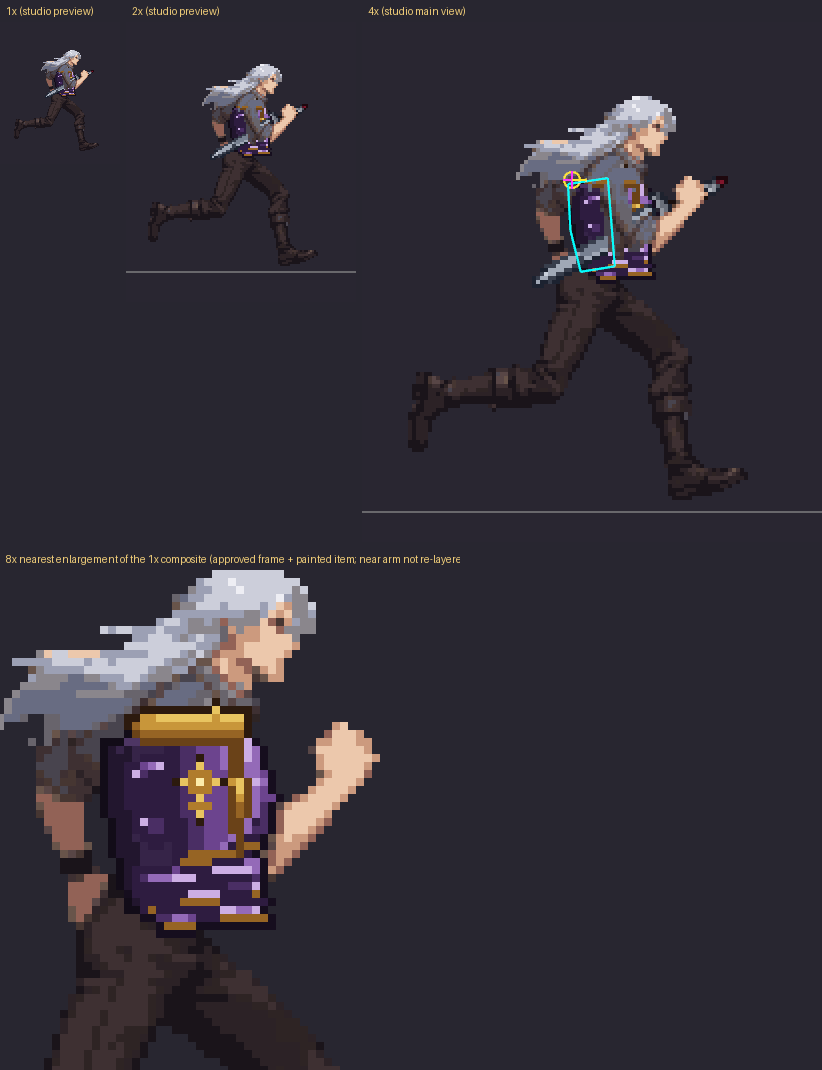 1x (studio preview)
2x (studio preview)
4x (studio main view)
8x nearest enlargement of the 1x composite (approved frame + painted item; near arm not re-layere